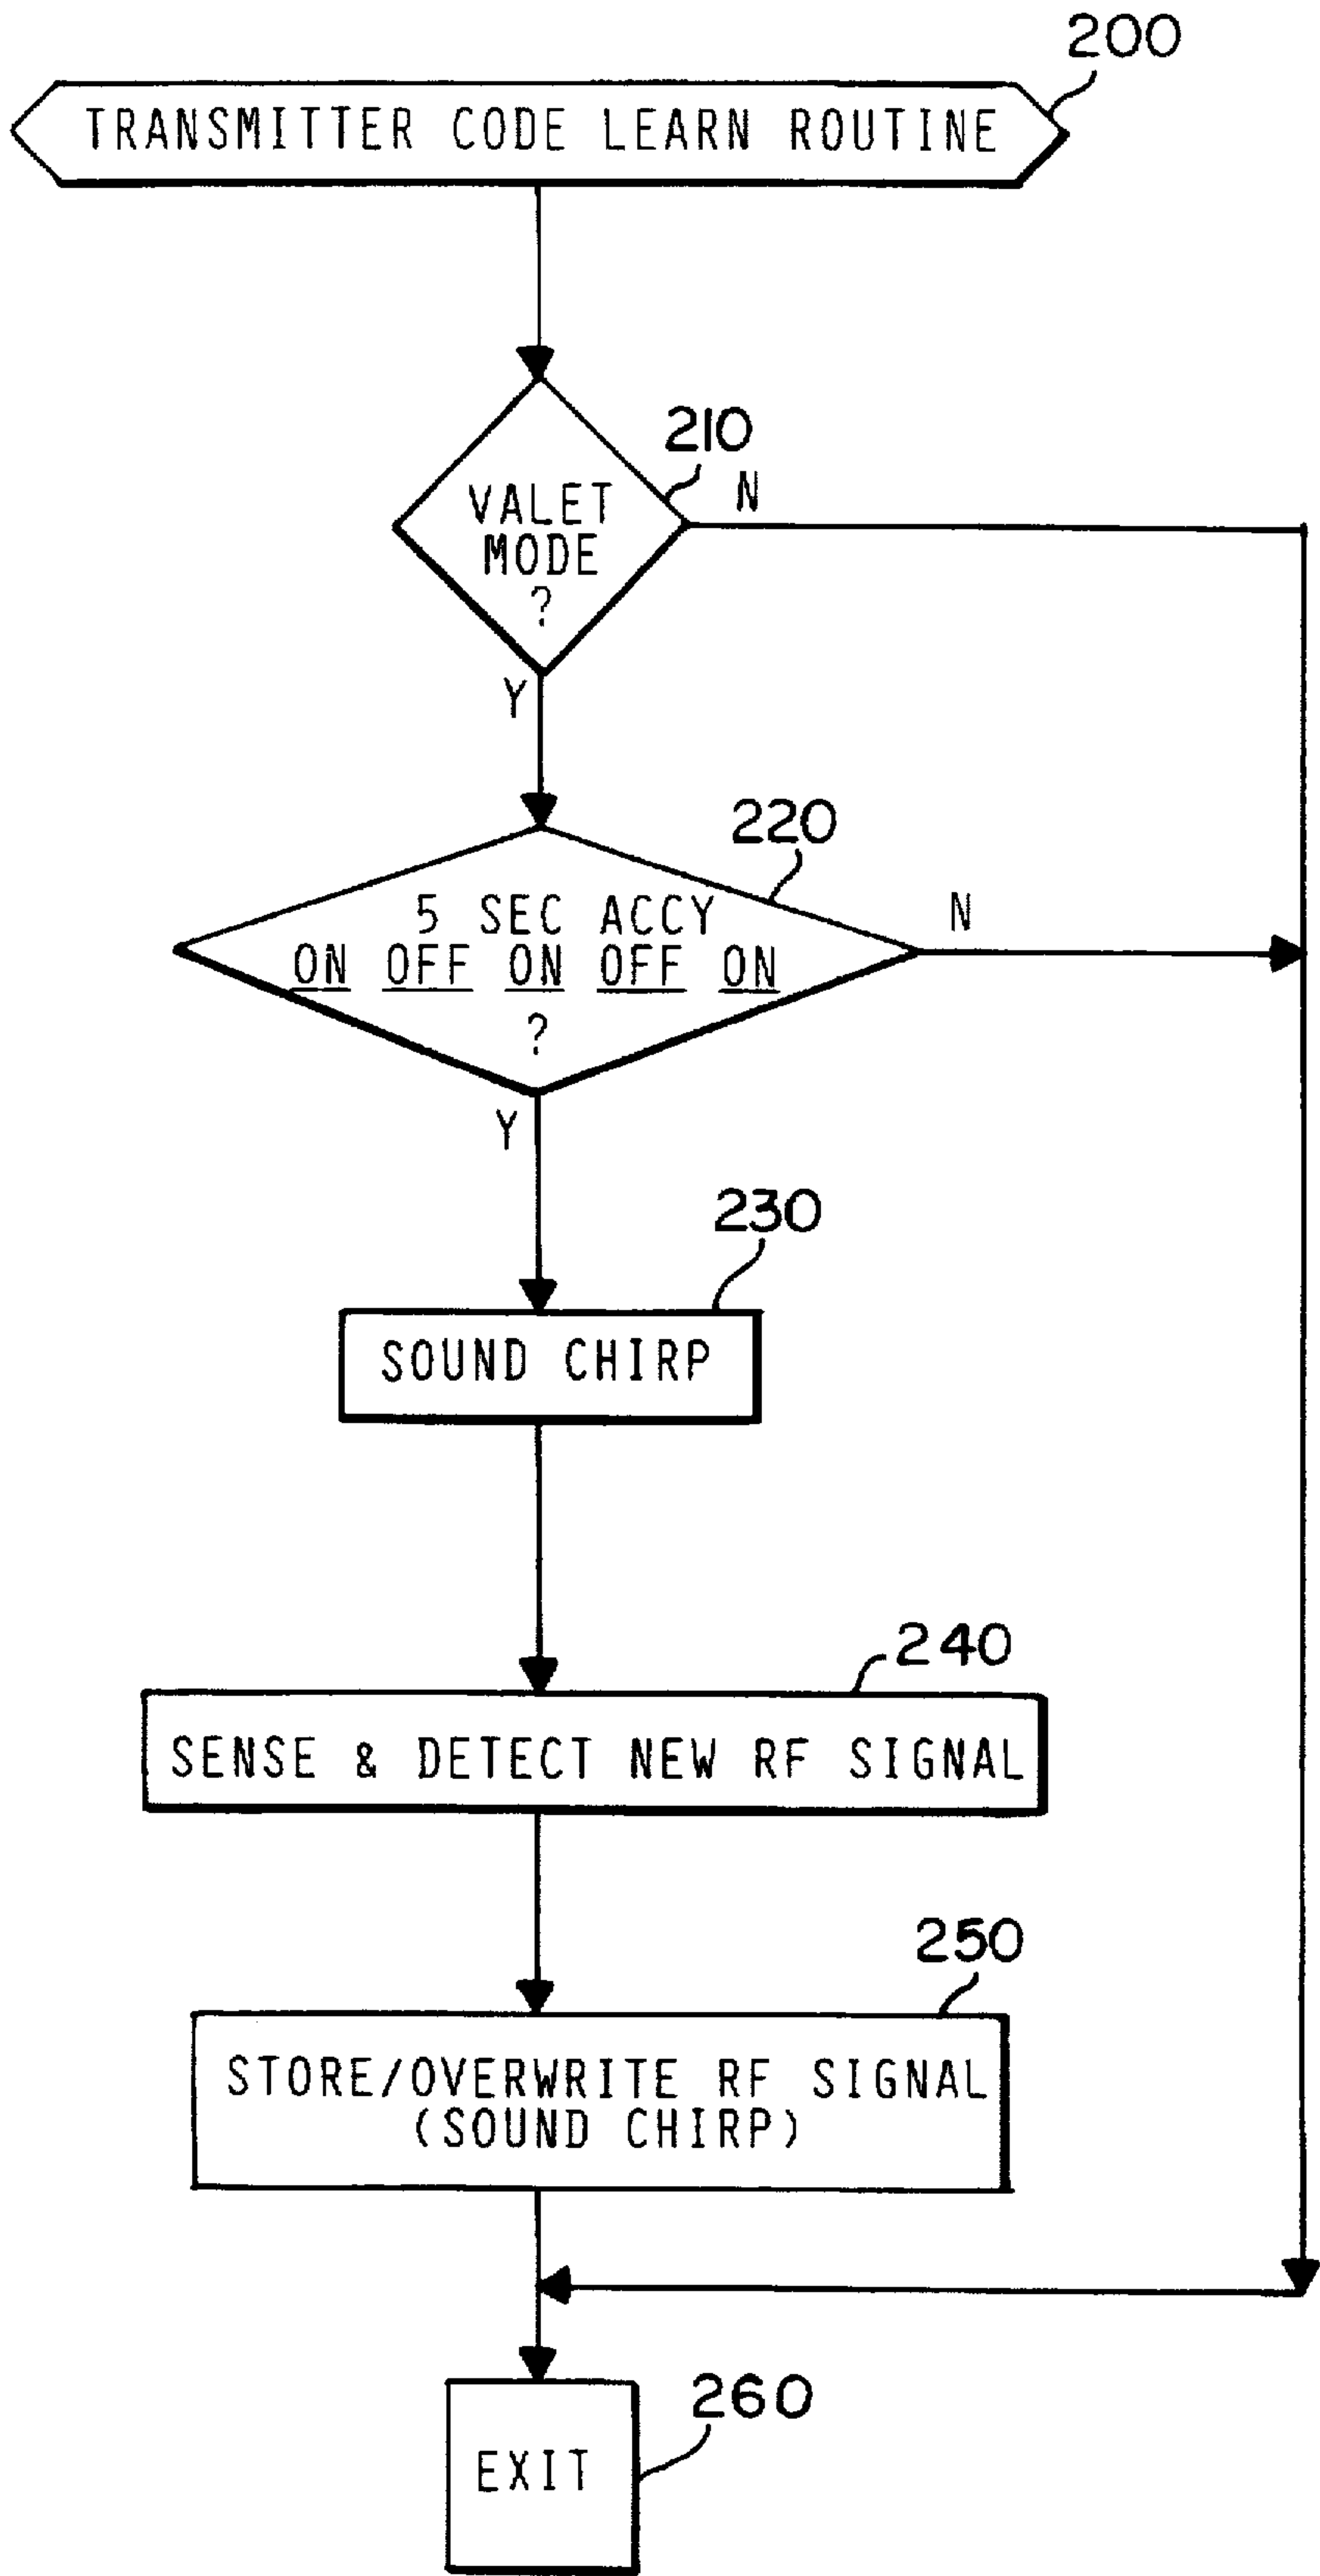 200
TRANSMITTER CODE LEARN ROUTINE
210
N
VALET
MODE
?
Y
220
5 SEC ACCY
N
ON OFF ON OFF ON
?
Y
230
SOUND CHIRP
240
SENSE & DETECT NEW RF SIGNAL
250
STORE/OVERWRITE RF SIGNAL
(SOUND CHIRP)
260
EXIT